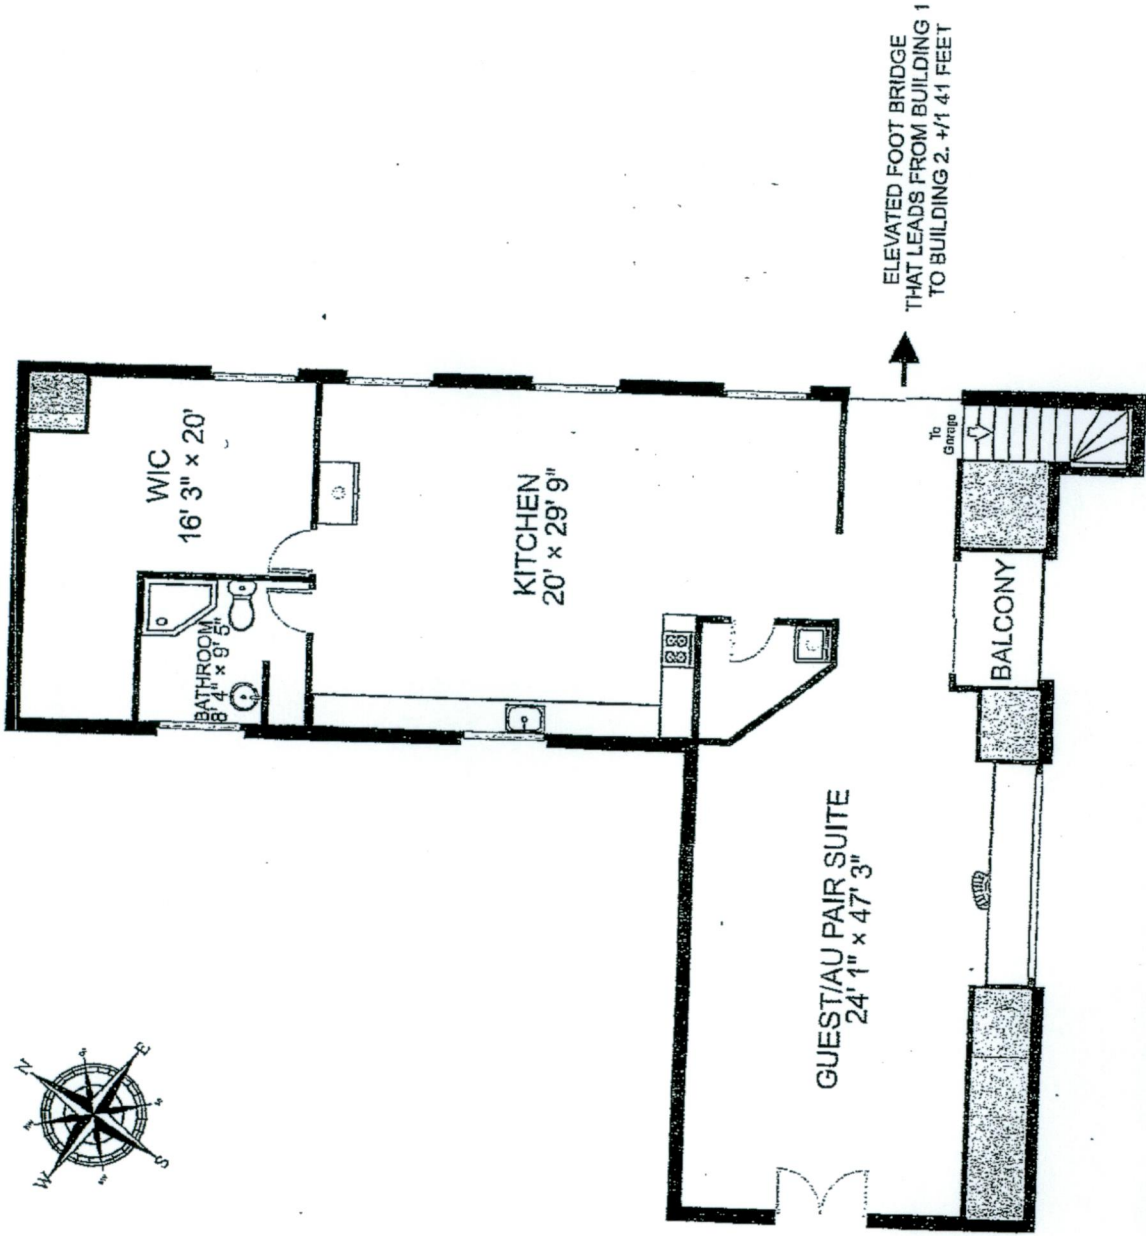 ELEVATED FOOT BRIDGE
THAT LEADS FROM BUILDING 1
TO BUILDING 2. +/1 41 FEET
WIC
16' 3" × 20'
BATHROOM
8' 4" × 9' 5"
KITCHEN
20' × 29' 9"
To
Garage
BALCONY
GUEST/AU PAIR SUITE
24' 1" × 47' 3"
N
E
S
W